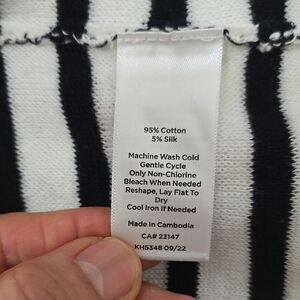 95% Cotton
5% Silk
Machine Wash Cold
Gentle Cycle
Only Non-Chlorine
Bleach When Needed
Reshape, Lay Flat To
Dry
Cool Iron If Needed
Made In Cambodia
CA# 23147
KH5348 09/22